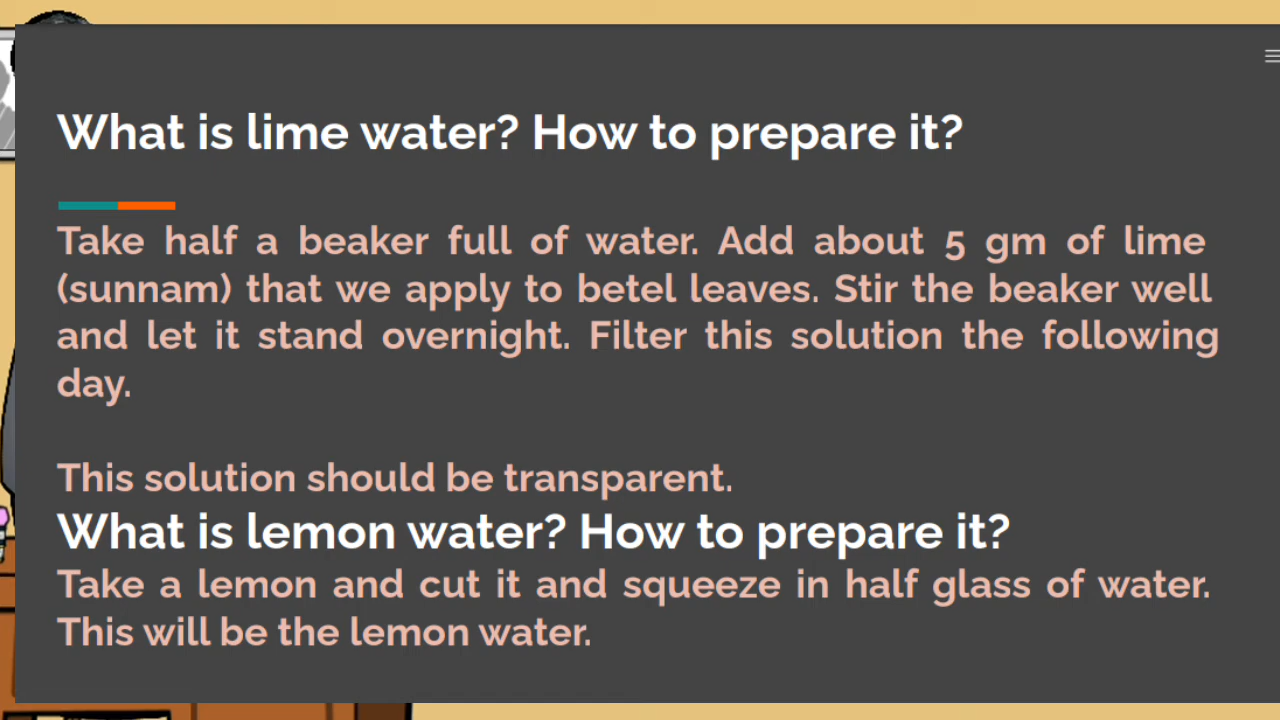 What is lime water? How to prepare it?
Take half a beaker full of water. Add about 5 gm of lime
(sunnam) that we apply to betel leaves. Stir the beaker well
and let it stand overnight. Filter this solution the following
day.
This solution should be transparent.
What is lemon water? How to prepare it?
Take a lemon and cut it and squeeze in half glass of water.
This will be the lemon water.